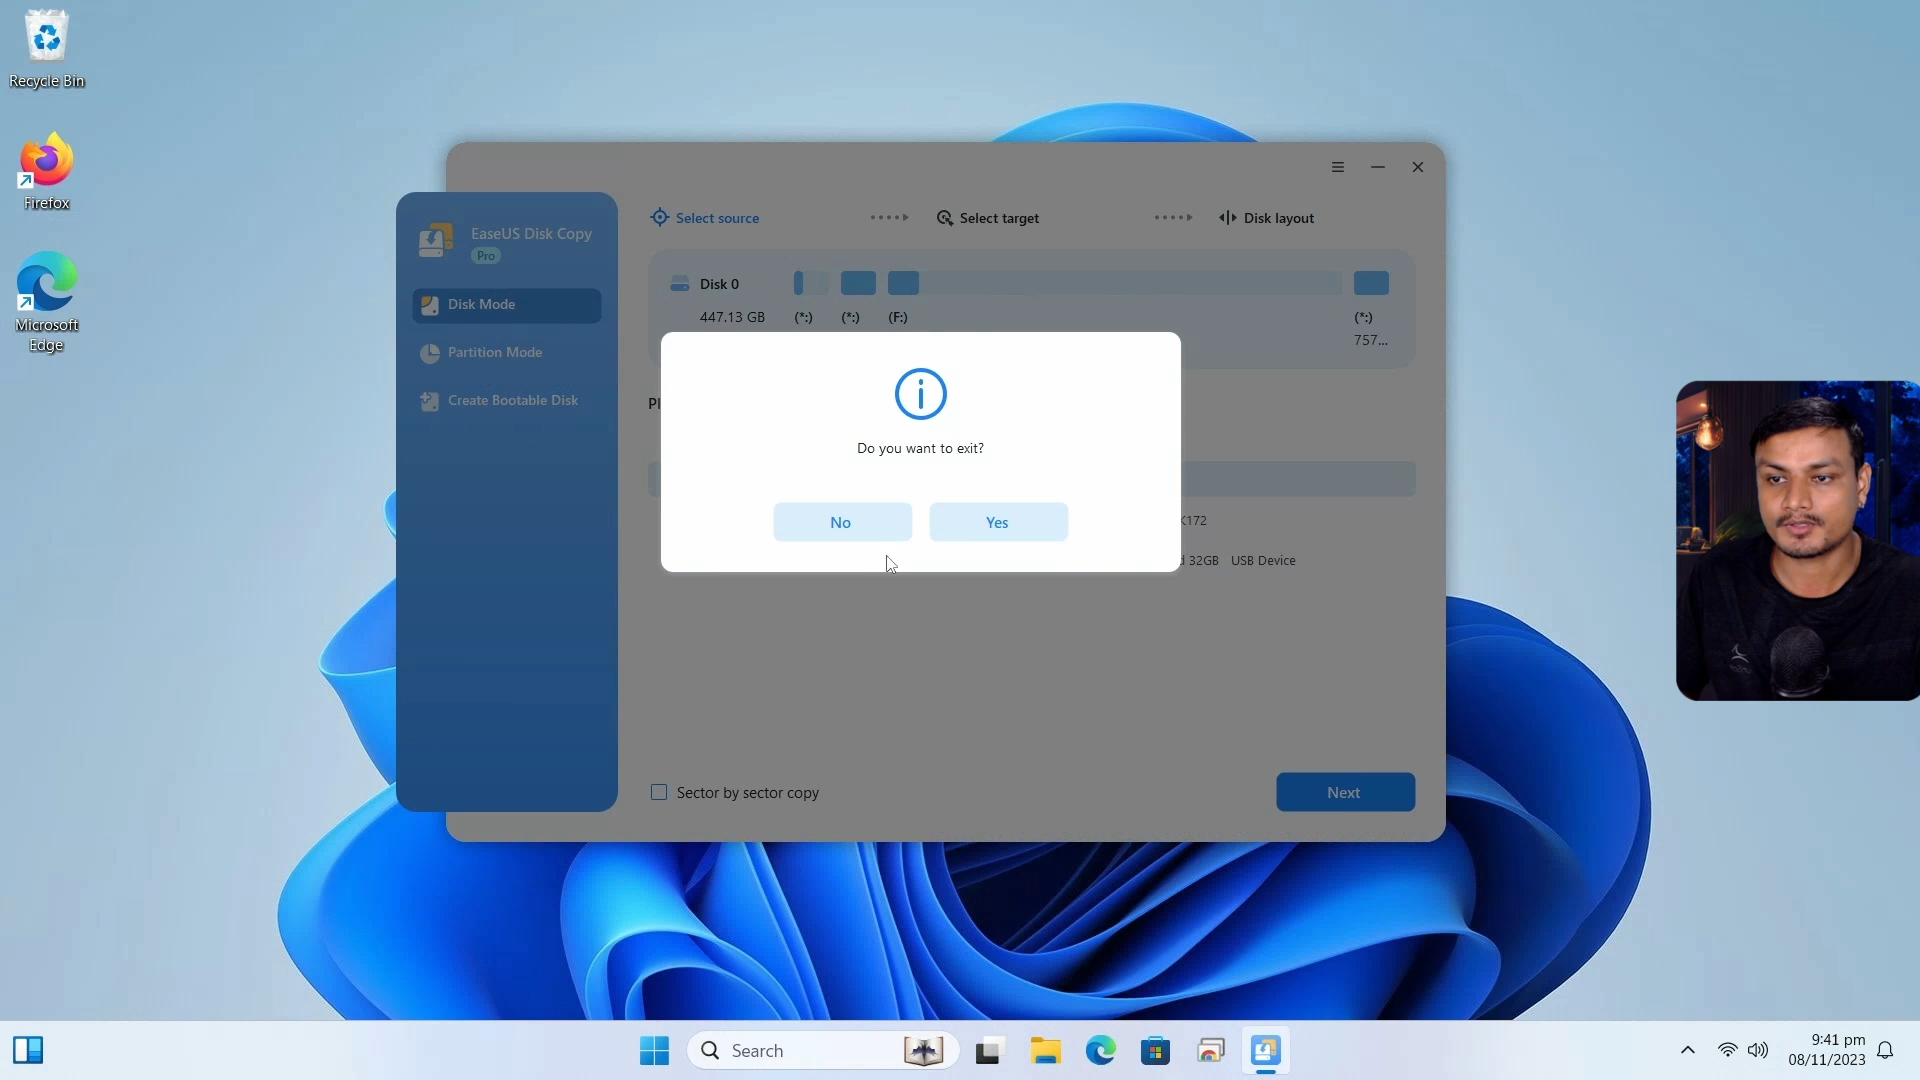 Recycle Bin
Firefox
Microsoft
Edge
EaseUS Disk Copy
Pro
Disk Mode
Partition Mode
Create Bootable Disk
Select source
Select target
Disk layout
Disk 0
447.13 GB
(*:)
(*:)
(F:)
(*:)
757...
Pl
Do you want to exit?
No
Yes
K172
d 32GB USB Device
Sector by sector copy
Next
Search
9:41 pm
08/11/2023